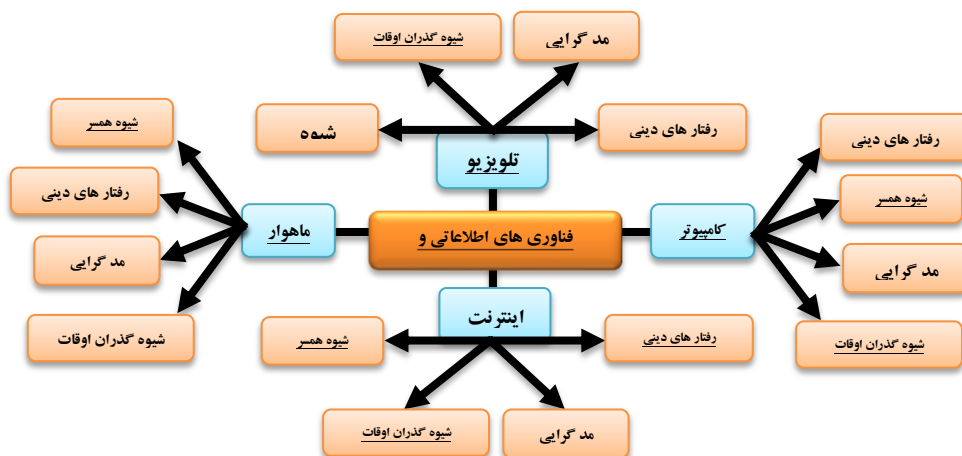 شیوه گذران اوقات
مد گرایی
شیوه
رفتار های دینی
تلویزیو
شیوه همسر
رفتار های دینی
مد گرایی
شیوه گذران اوقات
ماهوار
فناوری های اطلاعاتی و
کامپیوتر
رفتار های دینی
شیوه همسر
مد گرایی
شیوه گذران اوقات
اینترنت
شیوه همسر
رفتار های دینی
شیوه گذران اوقات
مد گرایی